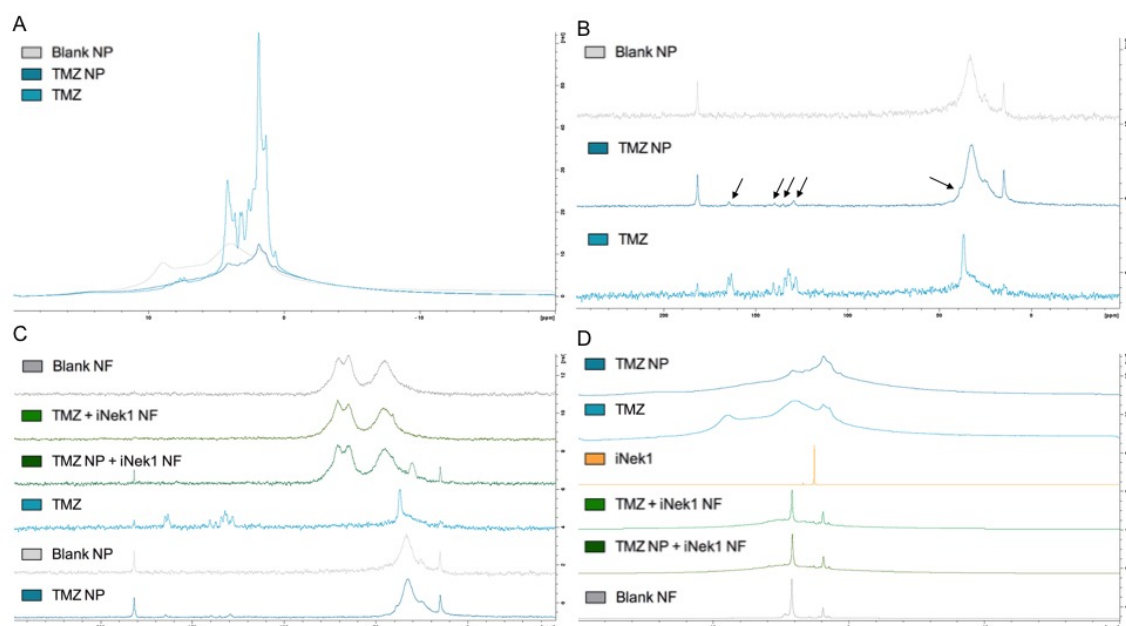 A
Blank NP
TMZ NP
TMZ
10
0
-10
[ppm]
B
Blank NP
TMZ NP
TMZ
200
150
100
50
0
[ppm]
C
Blank NF
TMZ + iNek1 NF
TMZ NP + iNek1 NF
TMZ
Blank NP
TMZ NP
D
TMZ NP
TMZ
iNek1
TMZ + iNek1 NF
TMZ NP + iNek1 NF
Blank NF